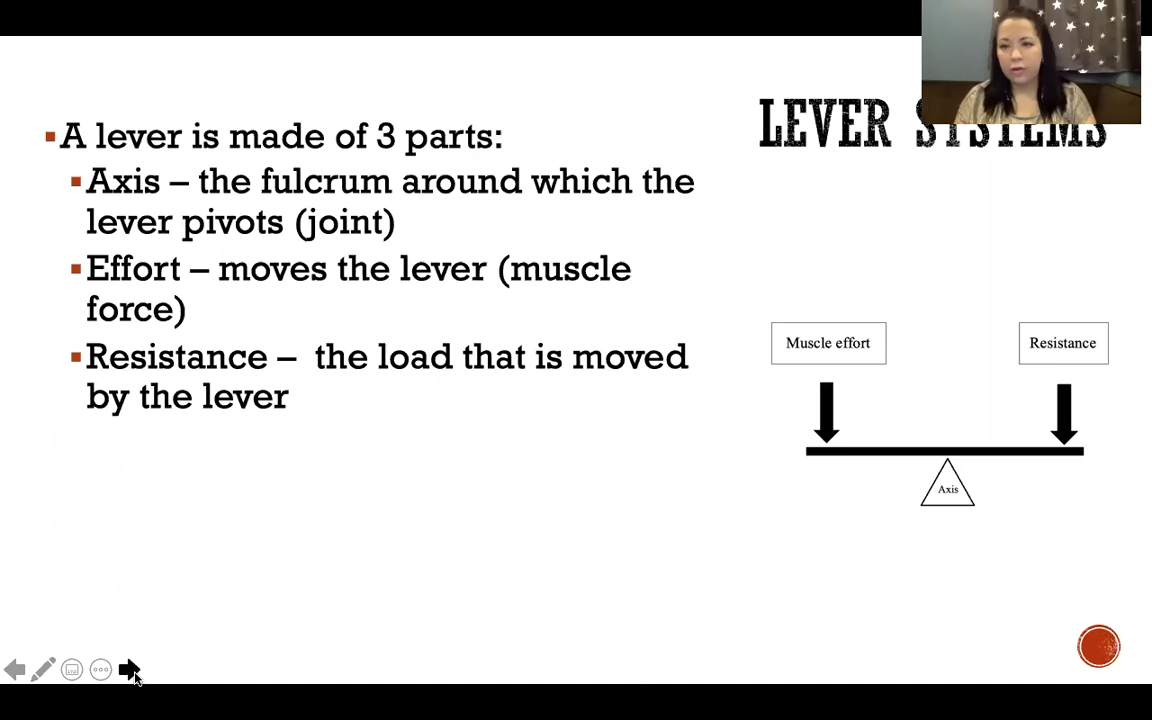 LEVER SYSTEMS
▪A lever is made of 3 parts:
▪Axis – the fulcrum around which the
lever pivots (joint)
▪Effort – moves the lever (muscle
force)
▪Resistance – the load that is moved
by the lever
Muscle effort
Resistance
Axis